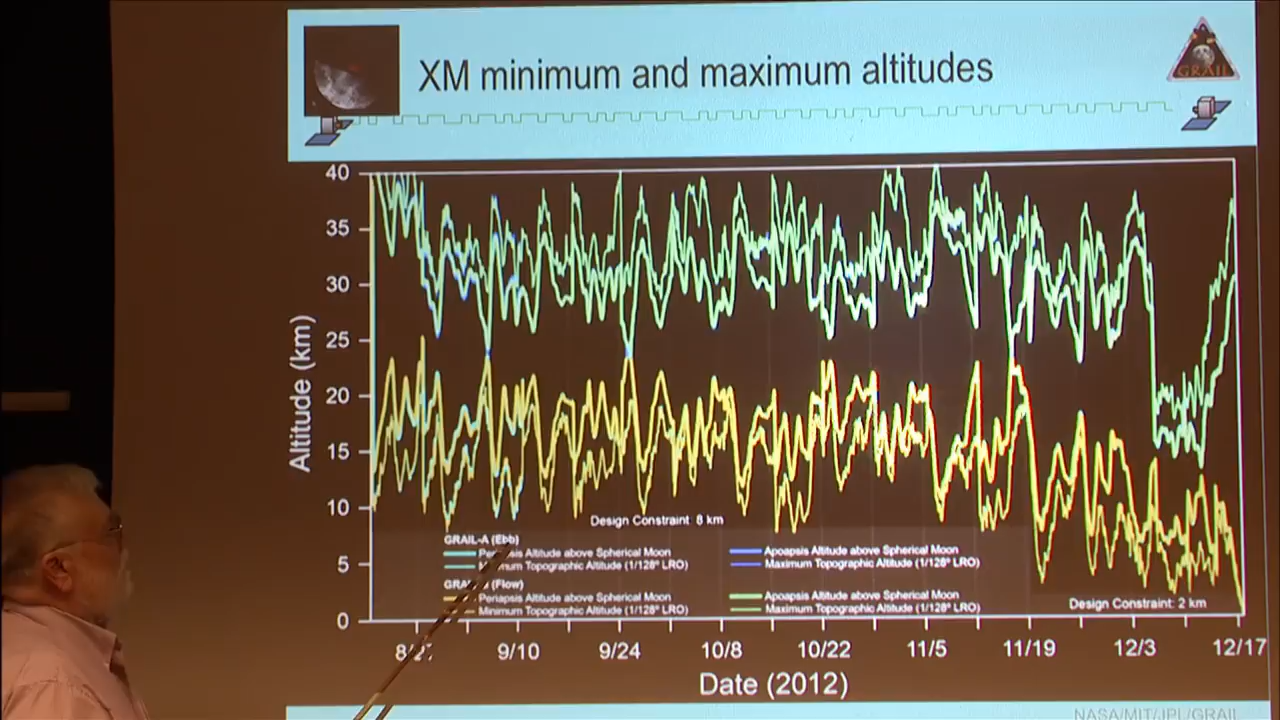 XM minimum and maximum altitudes
GRAIL
40
35
30
25
20
15
10
5
0
Altitude (km)
Design Constraint: 8 km
GRAIL-A (Ebb)
Altitude above Spherical Moon
Topographic Altitude (1/128° LRO)
Apoapsis Altitude above Spherical Moon
Maximum Topographic Altitude (1/128° LRO)
(Flow)
Periapsis Altitude above Spherical Moon
Minimum Topographic Altitude (1/128° LRO)
Apoapsis Altitude above Spherical Moon
Maximum Topographic Altitude (1/128° LRO)
Design Constraint: 2 km
9/10 9/24 10/8 10/22 11/5 11/19 12/3 12/17
Date (2012)
NASA/MIT/JPL/GRAIL